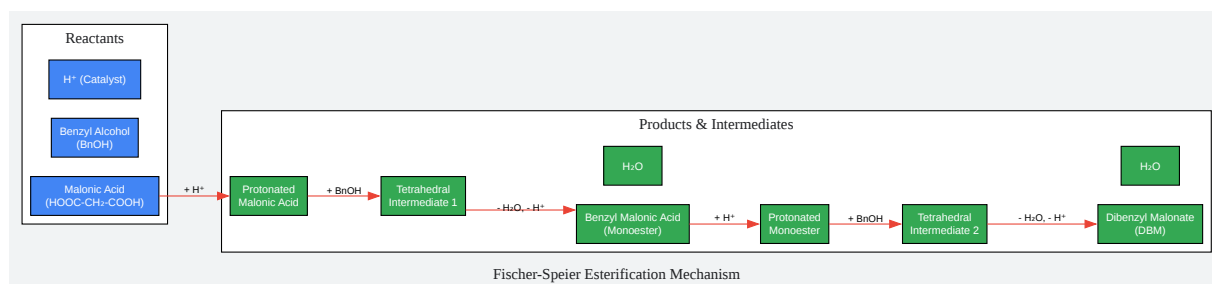 Reactants
H⁺ (Catalyst)
Benzyl Alcohol
(BnOH)
Malonic Acid
(HOOC-CH₂-COOH)
+ H⁺
Products & Intermediates
Protonated
Malonic Acid
+ BnOH
Tetrahedral
Intermediate 1
- H₂O, - H⁺
H₂O
Benzyl Malonic Acid
(Monoester)
+ H⁺
Protonated
Monoester
+ BnOH
Tetrahedral
Intermediate 2
- H₂O, - H⁺
H₂O
Dibenzyl Malonate
(DBM)
Fischer-Speier Esterification Mechanism